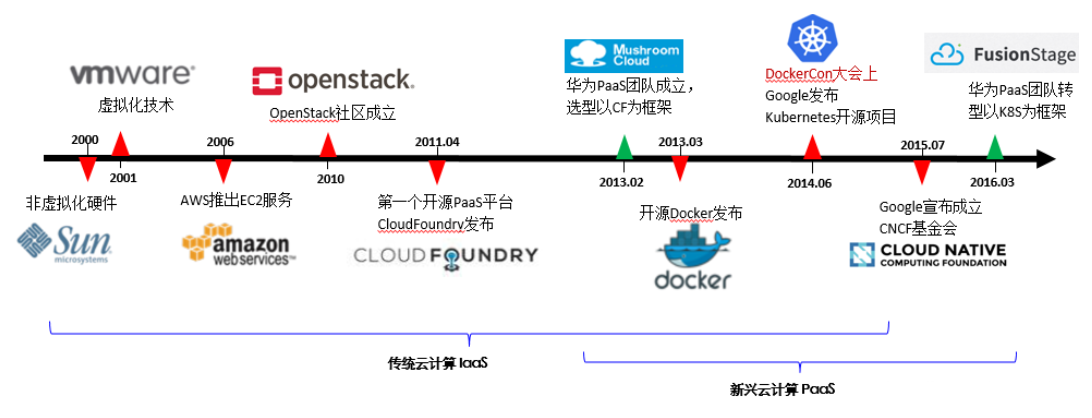 vmware
虚拟化技术
openstack.
OpenStack社区成立
Mushroom
Cloud
华为PaaS团队成立，
选型以CF为框架
DockerCon大会上
Google发布
Kubernetes开源项目
FusionStage
华为PaaS团队转
型以K8S为框架
2000
2006
2011.04
2013.03
2015.07
2001
2010
2013.02
2014.06
2016.03
非虚拟化硬件
Sun
microsystems
AWS推出EC2服务
amazon
webservices™
第一个开源PaaS平台
CloudFoundry发布
CLOUD FOUNDRY
开源Docker发布
docker
Google宣布成立
CNCF基金会
CLOUD NATIVE
COMPUTING FOUNDATION
传统云计算 IaaS
新兴云计算 PaaS